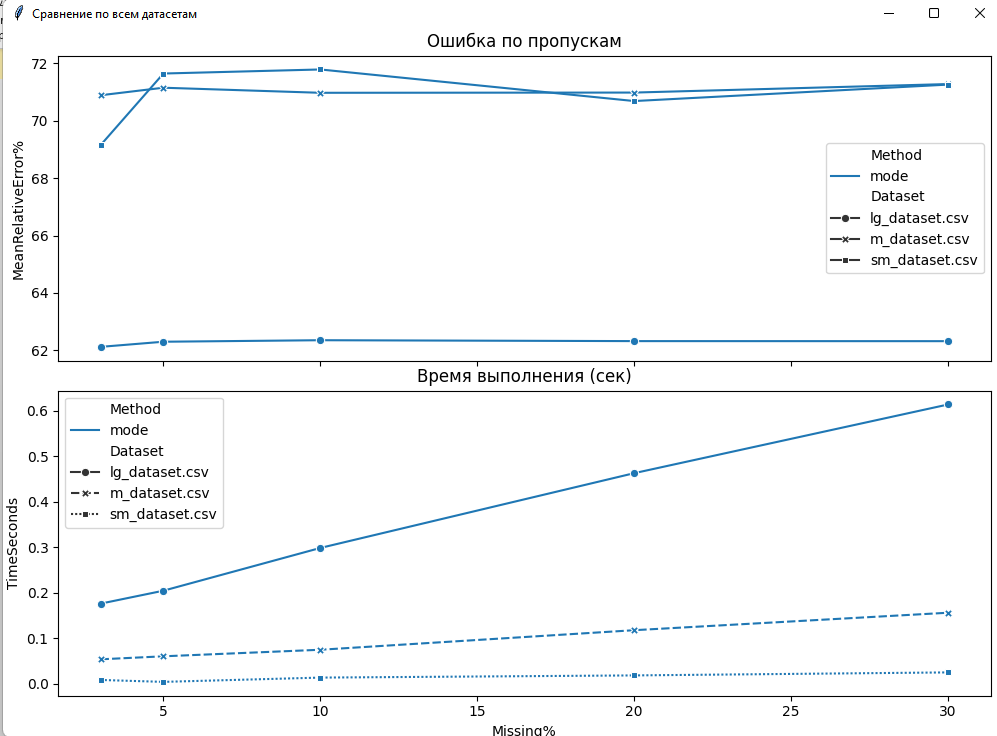 Сравнение по всем датасетам
Ошибка по пропускам
72
70
68
66
64
62
MeanRelativeError%
Method
mode
Dataset
lg_dataset.csv
m_dataset.csv
sm_dataset.csv
Время выполнения (сек)
0.6
0.5
0.4
0.3
0.2
0.1
0.0
TimeSeconds
Method
mode
Dataset
lg_dataset.csv
m_dataset.csv
sm_dataset.csv
5
10
15
20
25
30
Missing%